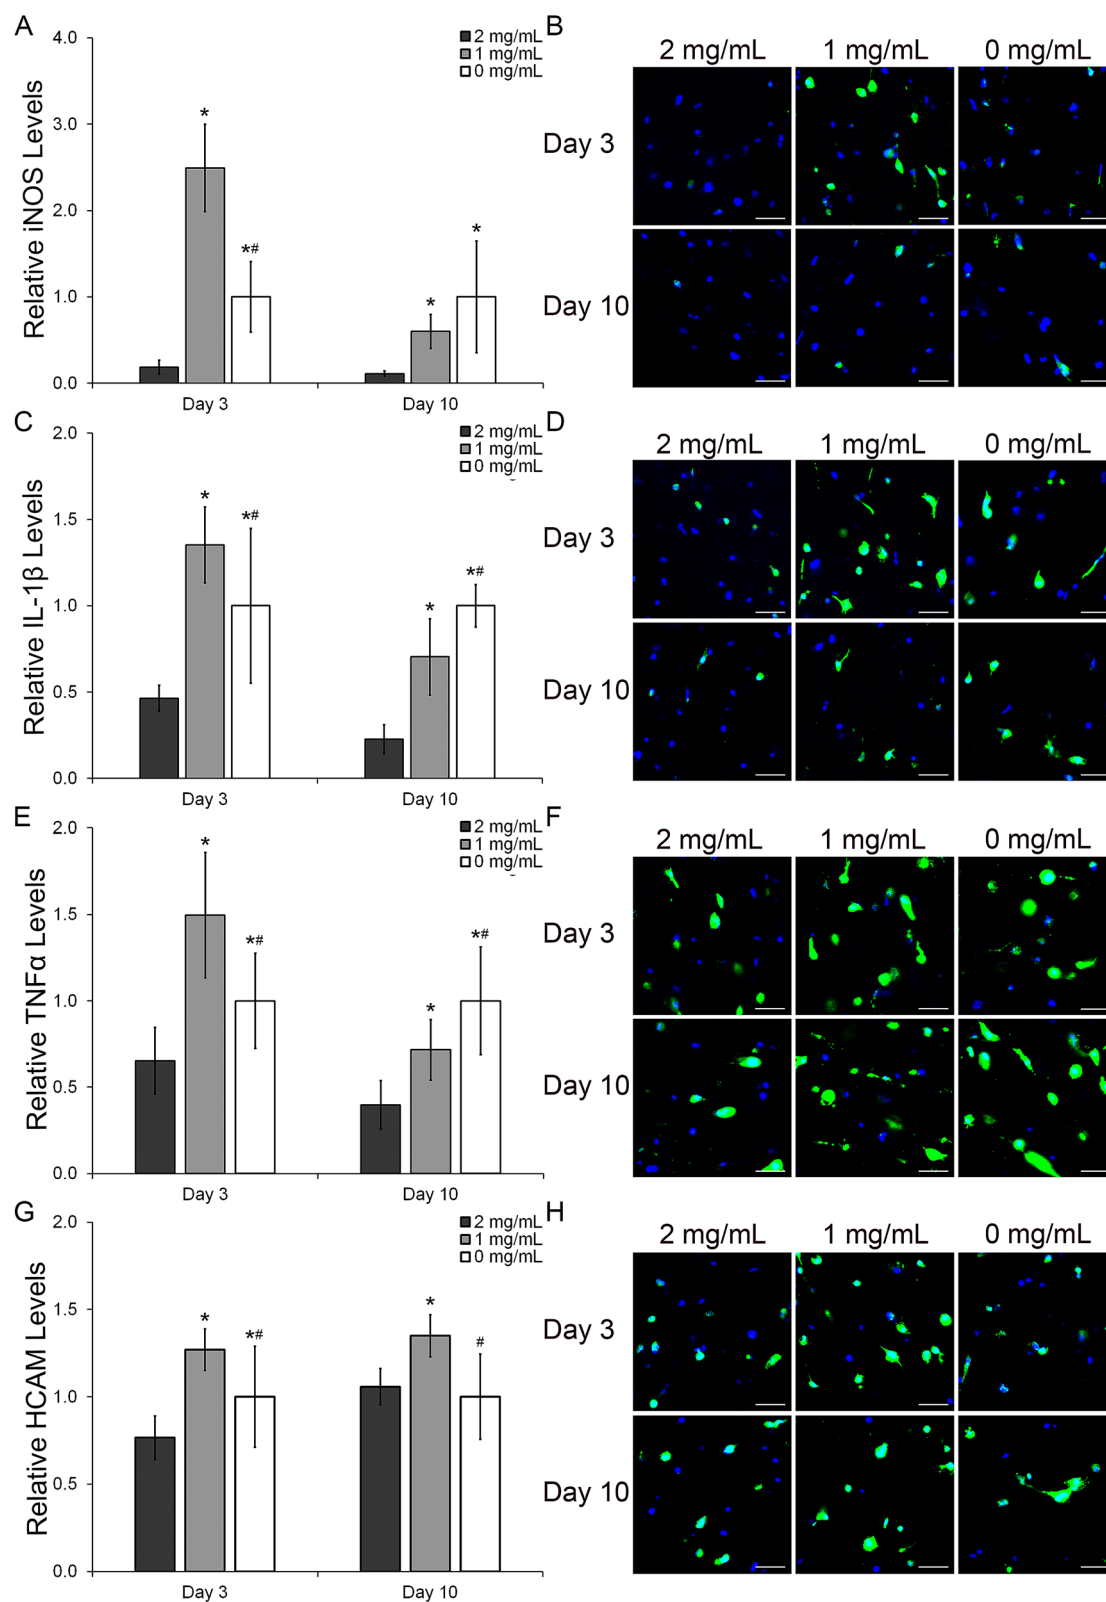 A
Relative iNOS Levels
4.0
3.0
2.0
1.0
0.0
2 mg/mL
1 mg/mL
0 mg/mL
*
*#
*
*
Day 3
Day 10
B
2 mg/mL
1 mg/mL
0 mg/mL
Day 3
Day 10
C
Relative IL-1β Levels
2.0
1.5
1.0
0.5
0.0
2 mg/mL
1 mg/mL
0 mg/mL
*
*#
*
*#
Day 3
Day 10
D
2 mg/mL
1 mg/mL
0 mg/mL
Day 3
Day 10
E
Relative TNFα Levels
2.0
1.5
1.0
0.5
0.0
2 mg/mL
1 mg/mL
0 mg/mL
*
*#
*
*#
Day 3
Day 10
F
2 mg/mL
1 mg/mL
0 mg/mL
Day 3
Day 10
G
Relative HCAM Levels
2.0
1.5
1.0
0.5
0.0
2 mg/mL
1 mg/mL
0 mg/mL
*
*#
*
#
Day 3
Day 10
H
2 mg/mL
1 mg/mL
0 mg/mL
Day 3
Day 10